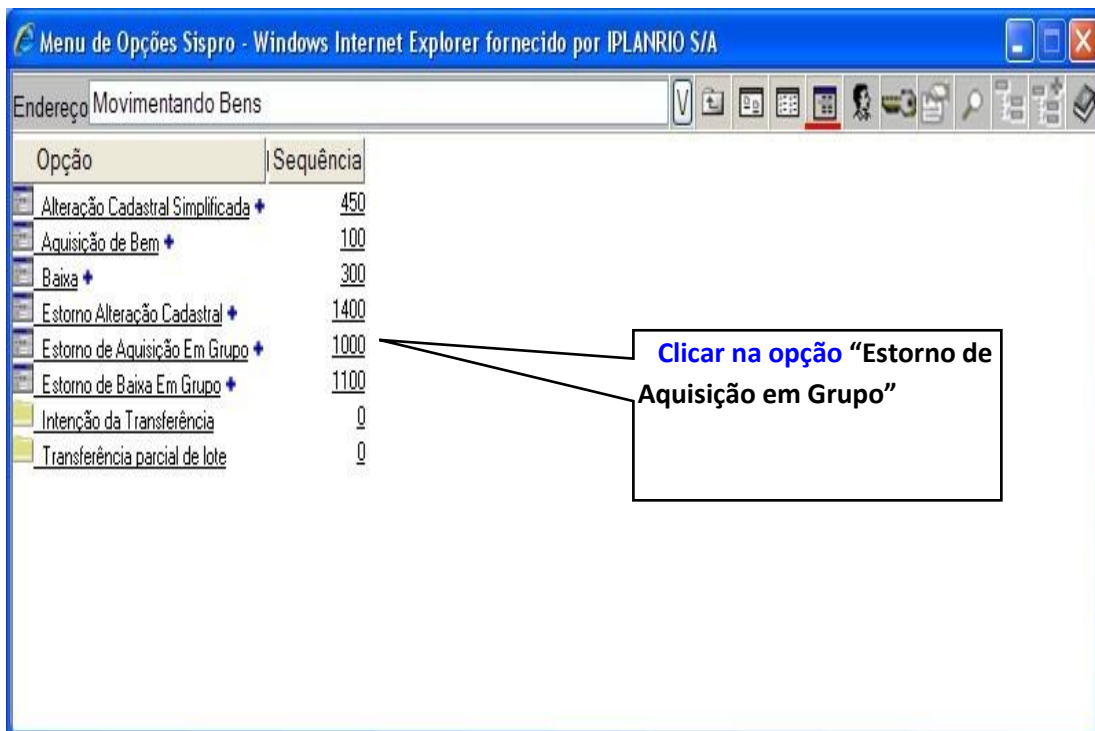 Menu de Opções Sispro - Windows Internet Explorer fornecido por IPLANRIO S/A
Endereço Movimentando Bens V
Opção Sequência
Alteração Cadastral Simplificada 450
Aquisição de Bem 100
Baixa 300
Estorno Alteração Cadastral 1400
Estorno de Aquisição Em Grupo 1000
Estorno de Baixa Em Grupo 1100
Intenção da Transferência 0
Transferência parcial de lote 0
Clicar na opção “Estorno de
Aquisição em Grupo”